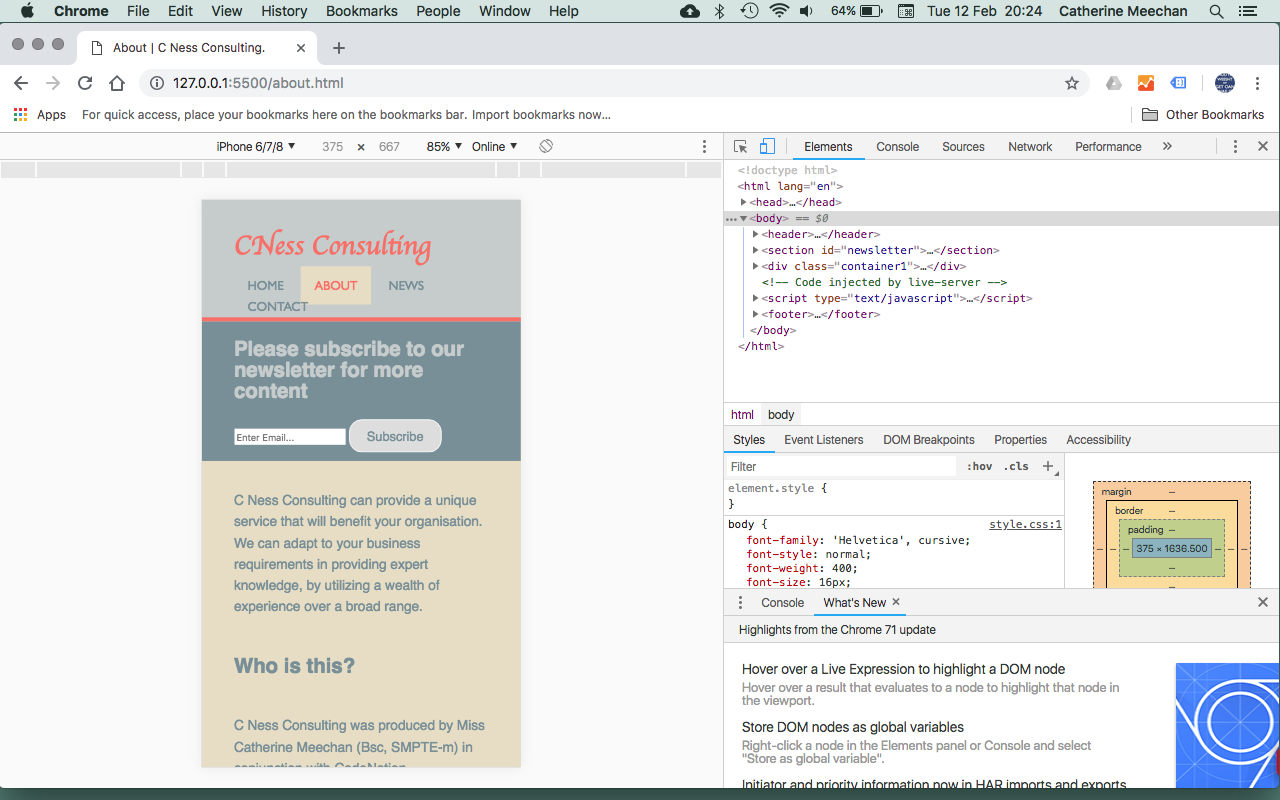 Chrome File Edit View History Bookmarks People Window Help 64% Tue 12 Feb 20:24 Catherine Meechan
About | C Ness Consulting.
127.0.0.1:5500/about.html
Apps For quick access, place your bookmarks here on the bookmarks bar. Import bookmarks now... Other Bookmarks
iPhone 6/7/8 ▼ 375 × 667 85% ▼ Online ▼
Elements Console Sources Network Performance »
CNess Consulting
HOME ABOUT NEWS
CONTACT
Please subscribe to our
newsletter for more
content
Enter Email... Subscribe
C Ness Consulting can provide a unique
service that will benefit your organisation.
We can adapt to your business
requirements in providing expert
knowledge, by utilizing a wealth of
experience over a broad range.
Who is this?
C Ness Consulting was produced by Miss
Catherine Meechan (Bsc, SMPTE-m) in
conjunction with CodeNation
<!doctype html>
<html lang="en">
▶<head>…</head>
…▼<body> == $0
▶<header>…</header>
▶<section id="newsletter">…</section>
▶<div class="container1">…</div>
<!-- Code injected by live-server -->
▶<script type="text/javascript">…</script>
▶<footer>…</footer>
</body>
</html>
html body
Styles Event Listeners DOM Breakpoints Properties Accessibility
Filter :hov .cls +
element.style {
}
body { style.css:1
font-family: 'Helvetica', cursive;
font-style: normal;
font-weight: 400;
font-size: 16px;
margin –
border –
padding –
– – – 375 × 1636.500 – – –
–
Console What's New ×
Highlights from the Chrome 71 update
Hover over a Live Expression to highlight a DOM node
Hover over a result that evaluates to a node to highlight that node in
the viewport.
Store DOM nodes as global variables
Right-click a node in the Elements panel or Console and select
"Store as global variable".
Initiator and priority information now in HAR imports and exports